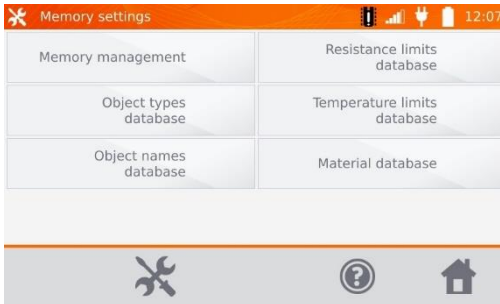 Memory settings
12:07
Memory management
Resistance limits
database
Object types
database
Temperature limits
database
Object names
database
Material database
?